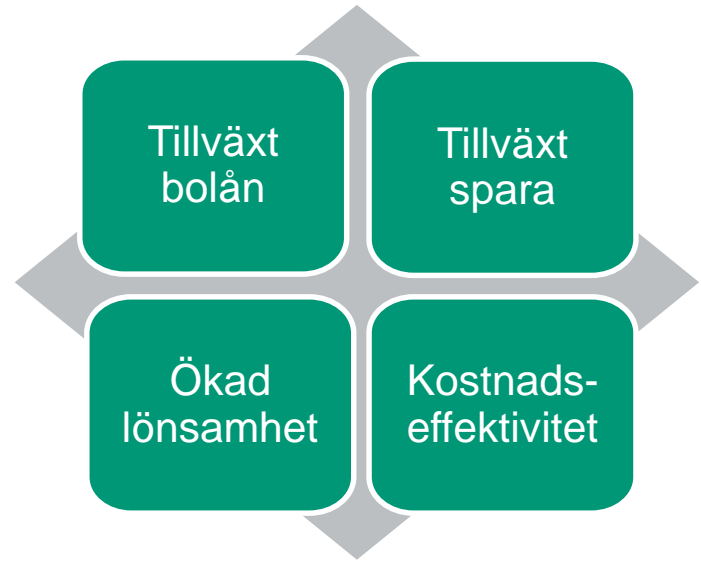 Tillväxt
bolån
Tillväxt
spara
Ökad
lönsamhet
Kostnads-
effektivitet